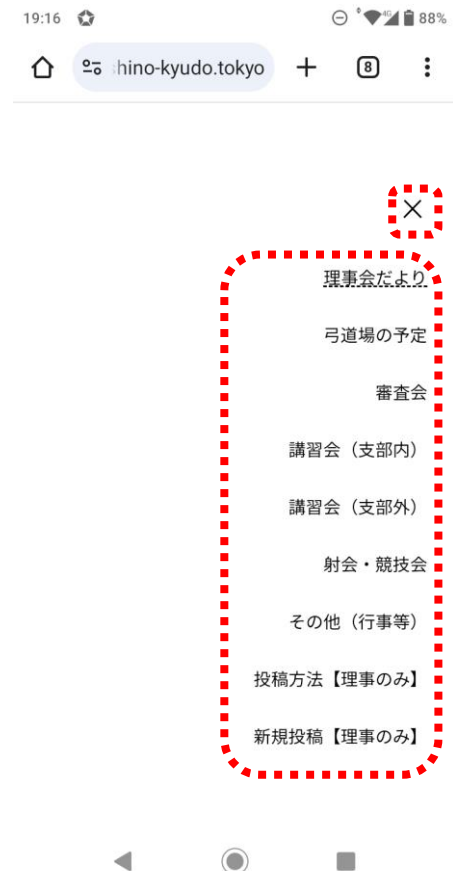 19:16
4G
88%
hino-kyudo.tokyo
8
理事会だより
弓道場の予定
審査会
講習会（支部内）
講習会（支部外）
射会・競技会
その他（行事等）
投稿方法【理事のみ】
新規投稿【理事のみ】